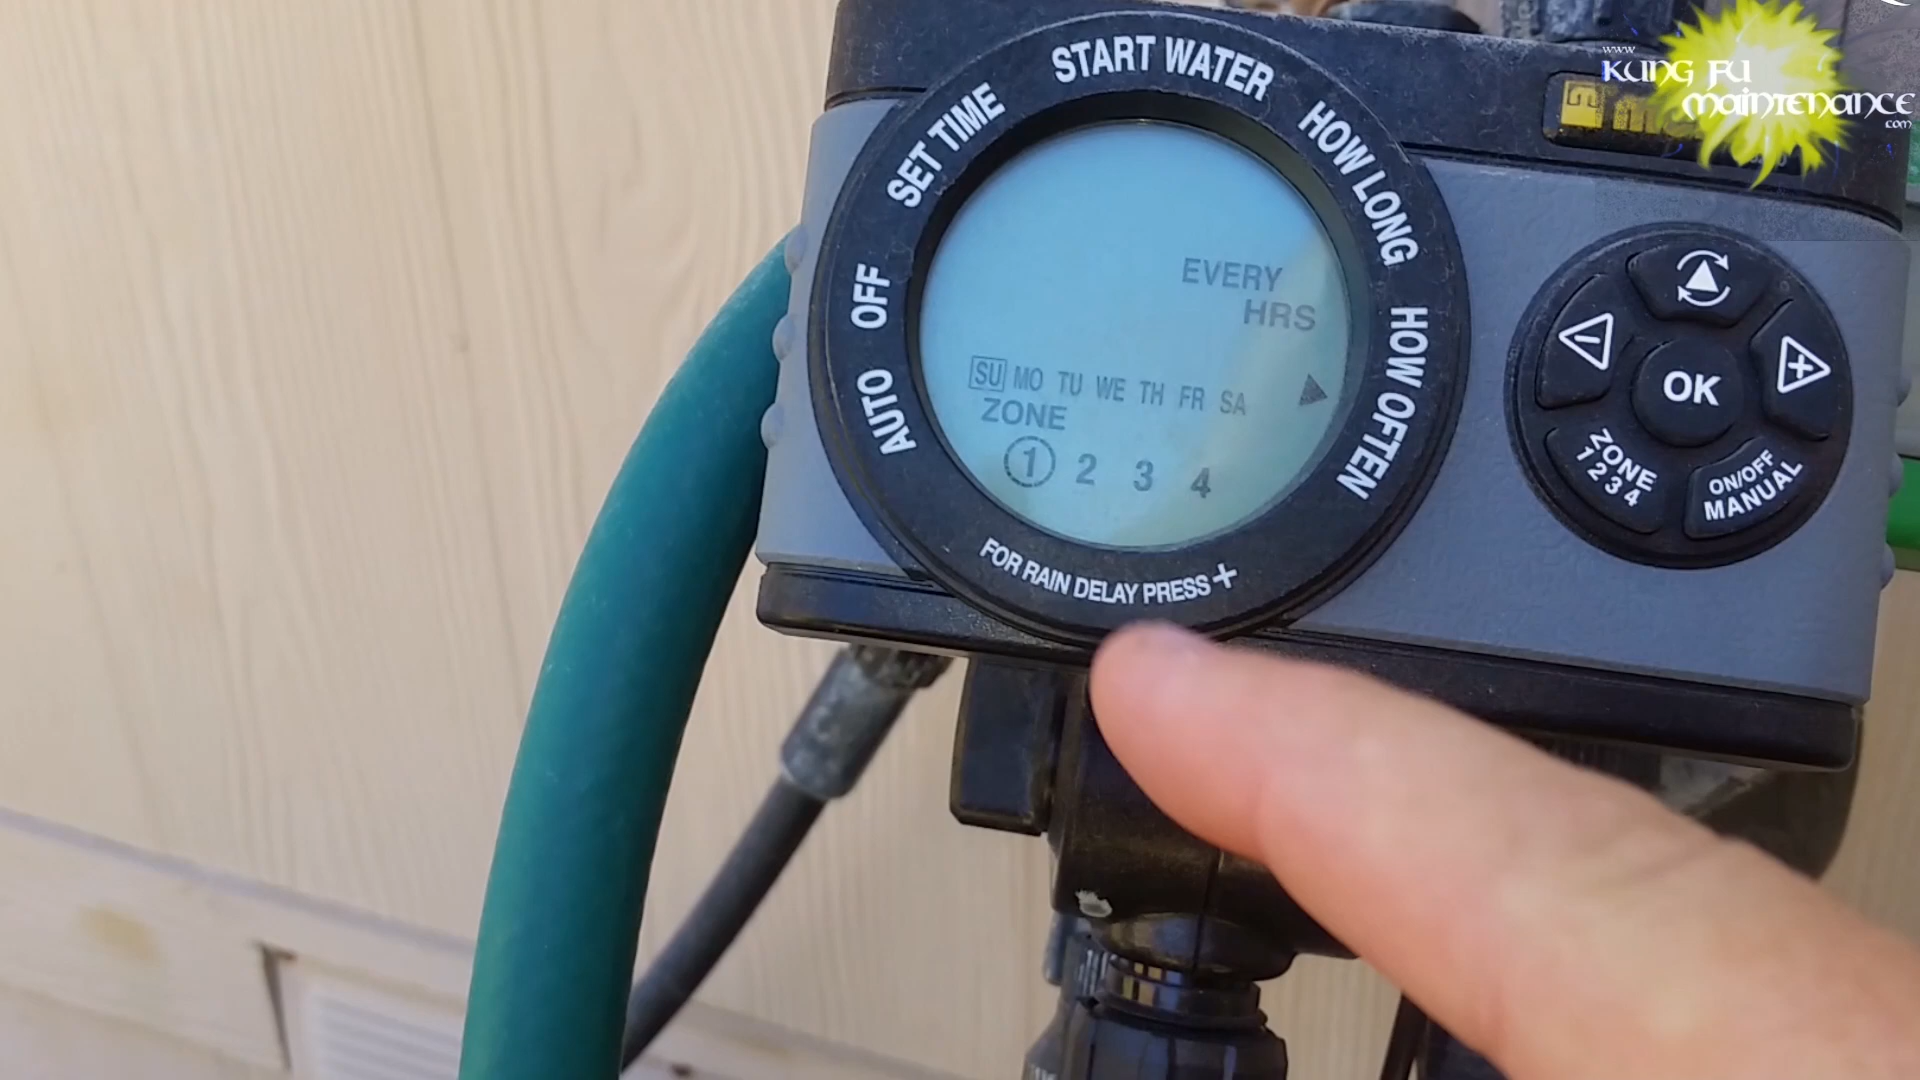 START WATER
SET TIME
HOW LONG
OFF
AUTO
HOW OFTEN
EVERY
HRS
SU MO TU WE TH FR SA
ZONE
1 2 3 4
FOR RAIN DELAY PRESS +
OK
ZONE
1 2 3 4
ON/OFF
MANUAL
www
KUNG FU
MAINTENANCE
.com